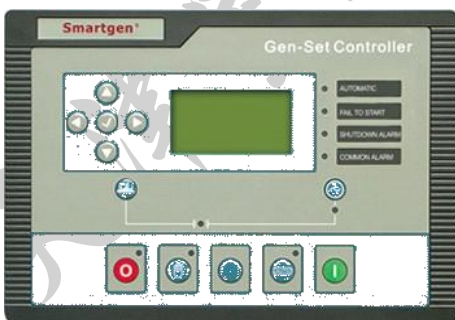 Smartgen®
Gen-Set Controller
AUTOMATIC
FAIL TO START
SHUTDOWN ALARM
COMMON ALARM